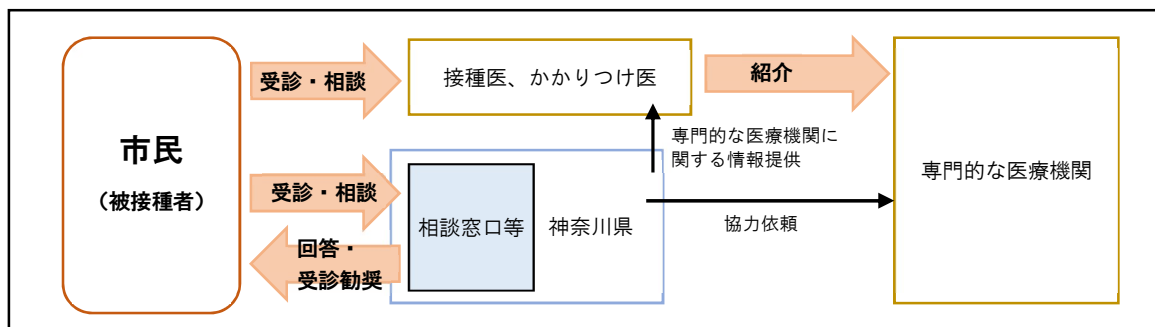 市民
（被接種者）
受診・相談
接種医、かかりつけ医
紹介
専門的な医療機関に
関する情報提供
受診・相談
相談窓口等
神奈川県
回答・
受診勧奨
協力依頼
専門的な医療機関